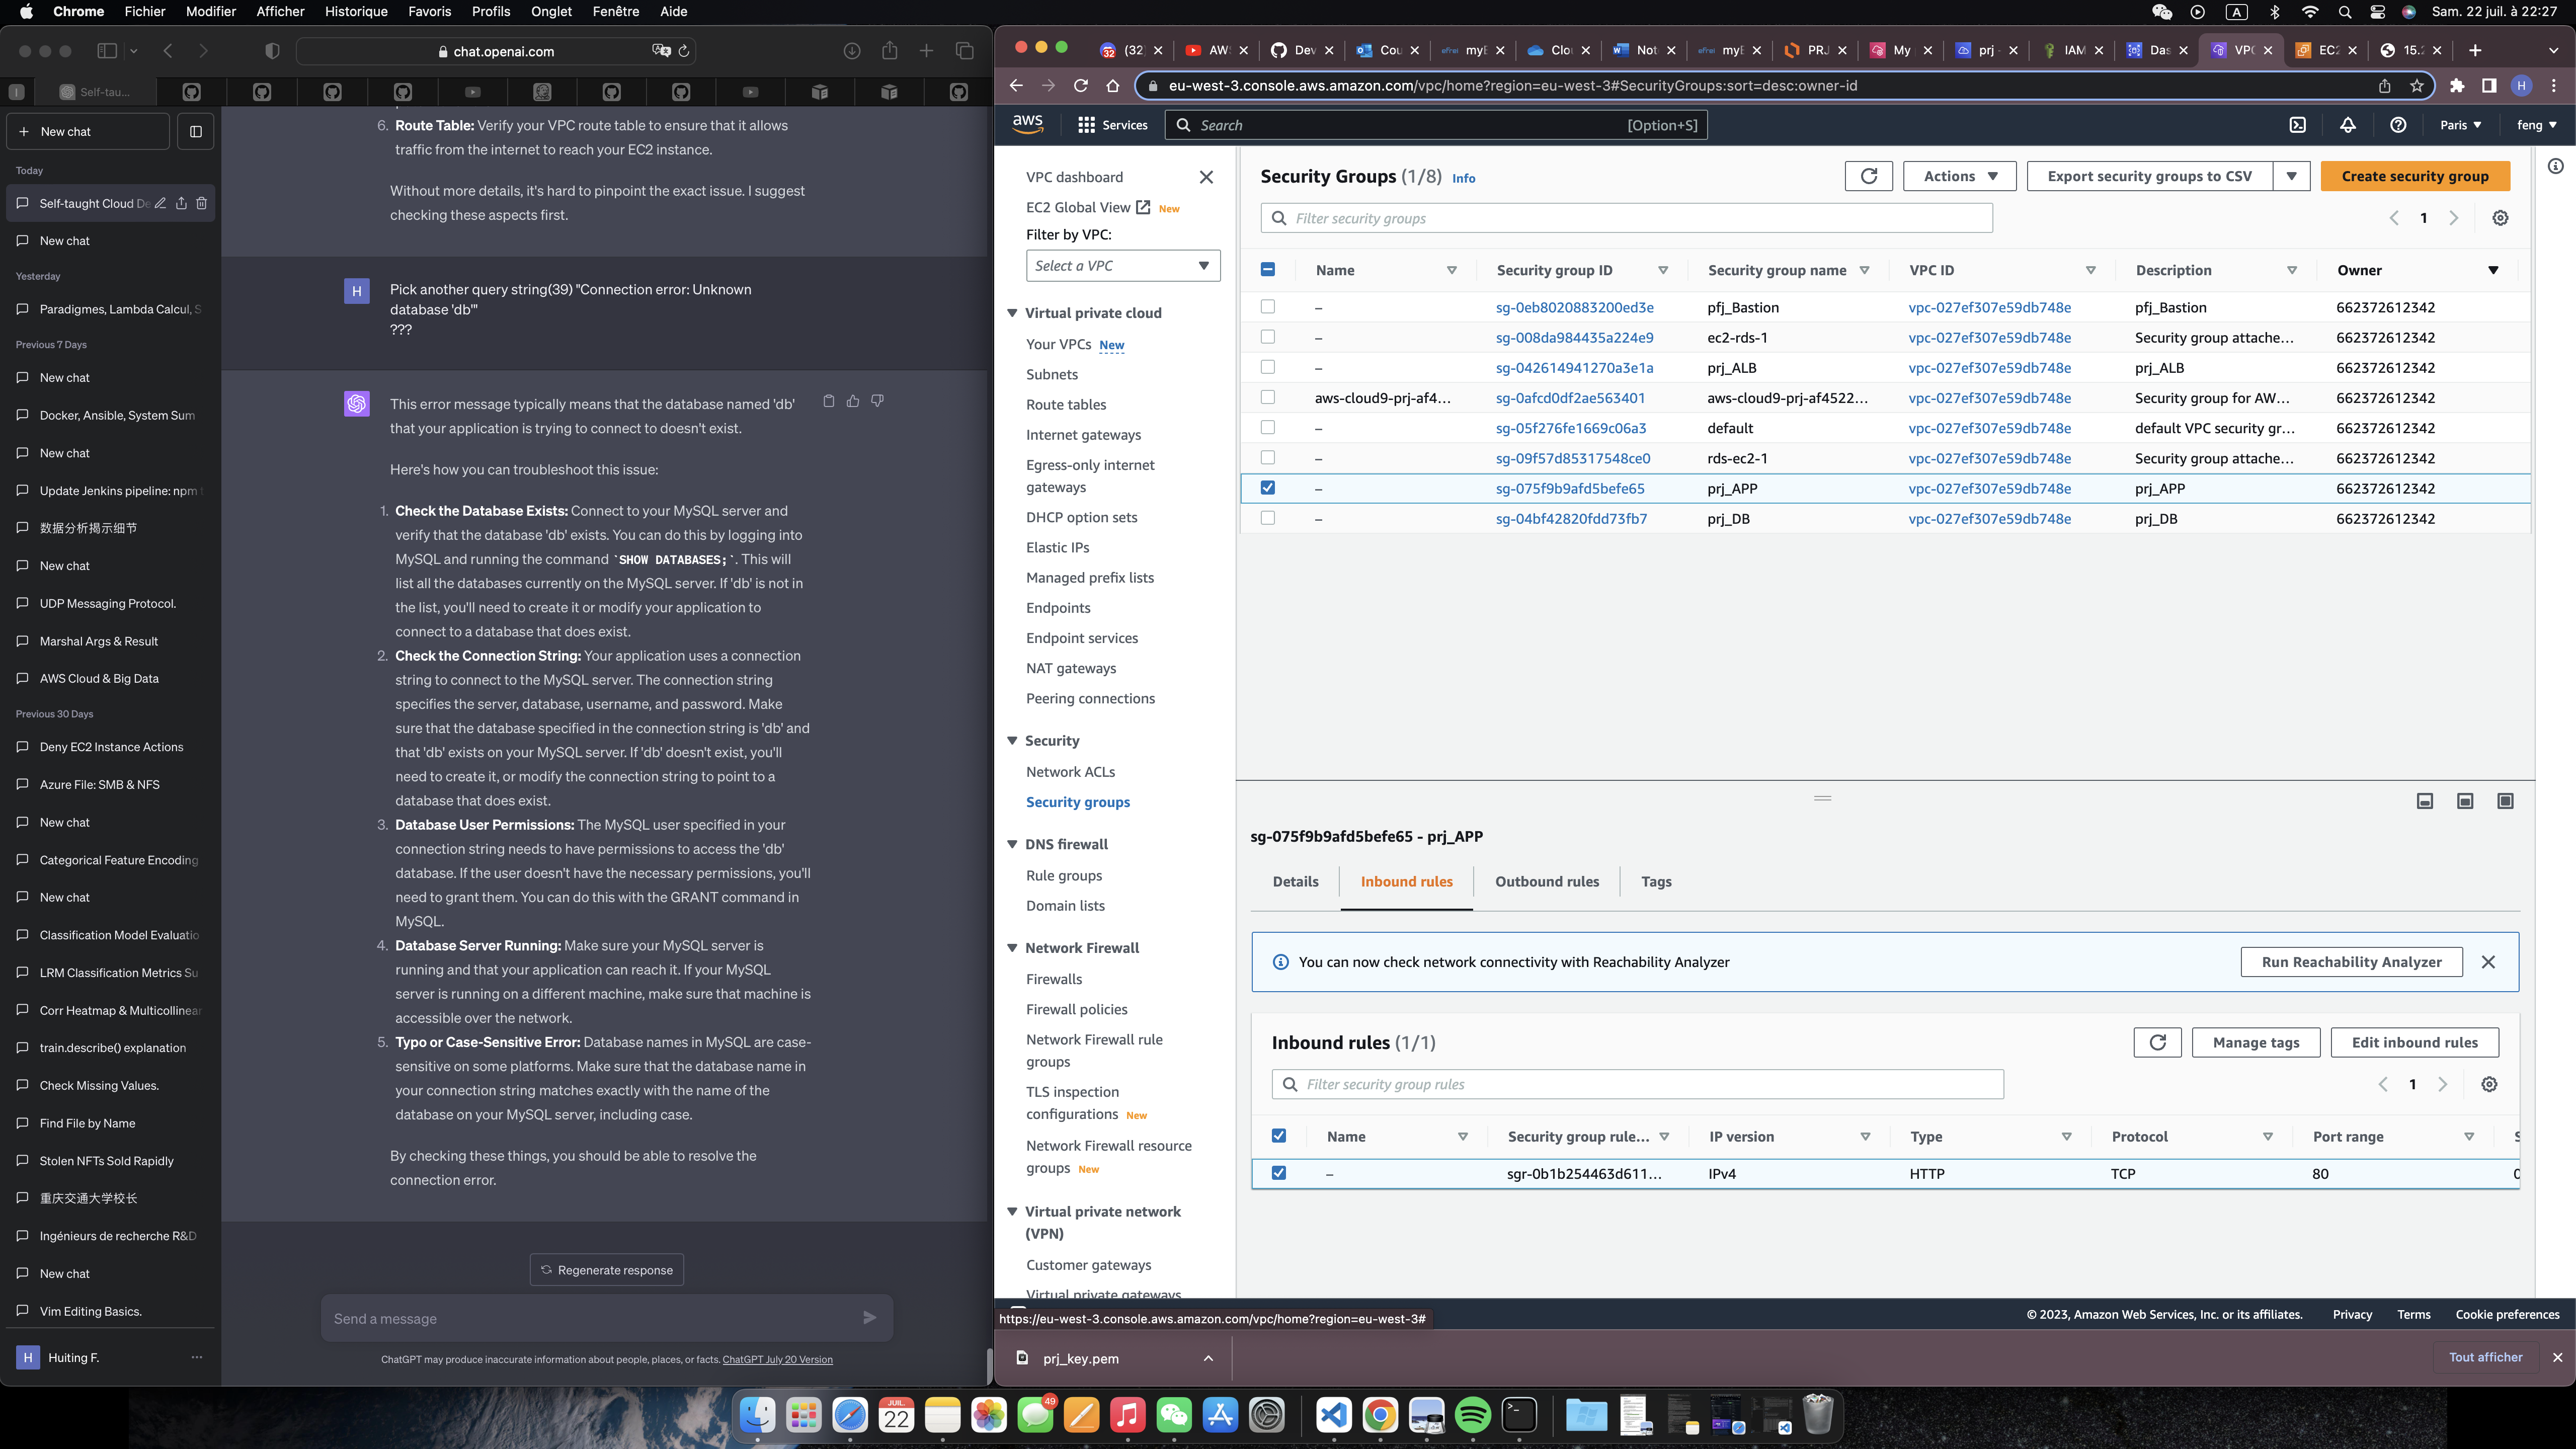 Chrome Fichier Modifier Afficher Historique Favoris Profils Onglet Fenêtre Aide
A Sam. 22 juil. à 22:27
chat.openai.com
Self-tau...
New chat
Today
Self-taught Cloud De
New chat
Yesterday
Paradigmes, Lambda Calcul, S
Previous 7 Days
New chat
Docker, Ansible, System Sum
New chat
Update Jenkins pipeline: npm
数据分析揭示细节
New chat
UDP Messaging Protocol.
Marshal Args & Result
AWS Cloud & Big Data
Previous 30 Days
Deny EC2 Instance Actions
Azure File: SMB & NFS
New chat
Categorical Feature Encoding
New chat
Classification Model Evaluatio
LRM Classification Metrics Su
Corr Heatmap & Multicollinear
train.describe() explanation
Check Missing Values.
Find File by Name
Stolen NFTs Sold Rapidly
重庆交通大学校长
Ingénieurs de recherche R&D
New chat
Vim Editing Basics.
H Huiting F.
6. Route Table: Verify your VPC route table to ensure that it allows
traffic from the internet to reach your EC2 instance.
Without more details, it's hard to pinpoint the exact issue. I suggest
checking these aspects first.
H Pick another query string(39) "Connection error: Unknown
database 'db'"
???
This error message typically means that the database named 'db'
that your application is trying to connect to doesn't exist.
Here's how you can troubleshoot this issue:
1. Check the Database Exists: Connect to your MySQL server and
verify that the database 'db' exists. You can do this by logging into
MySQL and running the command `SHOW DATABASES;`. This will
list all the databases currently on the MySQL server. If 'db' is not in
the list, you'll need to create it or modify your application to
connect to a database that does exist.
2. Check the Connection String: Your application uses a connection
string to connect to the MySQL server. The connection string
specifies the server, database, username, and password. Make
sure that the database specified in the connection string is 'db' and
that 'db' exists on your MySQL server. If 'db' doesn't exist, you'll
need to create it, or modify the connection string to point to a
database that does exist.
3. Database User Permissions: The MySQL user specified in your
connection string needs to have permissions to access the 'db'
database. If the user doesn't have the necessary permissions, you'll
need to grant them. You can do this with the GRANT command in
MySQL.
4. Database Server Running: Make sure your MySQL server is
running and that your application can reach it. If your MySQL
server is running on a different machine, make sure that machine is
accessible over the network.
5. Typo or Case-Sensitive Error: Database names in MySQL are case-
sensitive on some platforms. Make sure that the database name in
your connection string matches exactly with the name of the
database on your MySQL server, including case.
By checking these things, you should be able to resolve the
connection error.
Regenerate response
Send a message
ChatGPT may produce inaccurate information about people, places, or facts. ChatGPT July 20 Version
32 (32) AW Dev Cou efrei myE Clou Not efrei myE PRJ My prj - IAM Das VPC EC2 15.2
eu-west-3.console.aws.amazon.com/vpc/home?region=eu-west-3#SecurityGroups:sort=desc:owner-id
H
aws Services Search [Option+S] Paris feng
VPC dashboard
EC2 Global View New
Filter by VPC:
Select a VPC
Virtual private cloud
Your VPCs New
Subnets
Route tables
Internet gateways
Egress-only internet
gateways
DHCP option sets
Elastic IPs
Managed prefix lists
Endpoints
Endpoint services
NAT gateways
Peering connections
Security
Network ACLs
Security groups
DNS firewall
Rule groups
Domain lists
Network Firewall
Firewalls
Firewall policies
Network Firewall rule
groups
TLS inspection
configurations New
Network Firewall resource
groups New
Virtual private network
(VPN)
Customer gateways
Virtual private gateways
Security Groups (1/8) Info Actions Export security groups to CSV Create security group
Filter security groups 1
Name Security group ID Security group name VPC ID Description Owner
– sg-0eb8020883200ed3e pfj_Bastion vpc-027ef307e59db748e pfj_Bastion 662372612342
– sg-008da984435a224e9 ec2-rds-1 vpc-027ef307e59db748e Security group attache... 662372612342
– sg-042614941270a3e1a prj_ALB vpc-027ef307e59db748e prj_ALB 662372612342
aws-cloud9-prj-af4... sg-0afcd0df2ae563401 aws-cloud9-prj-af4522... vpc-027ef307e59db748e Security group for AW... 662372612342
– sg-05f276fe1669c06a3 default vpc-027ef307e59db748e default VPC security gr... 662372612342
– sg-09f57d85317548ce0 rds-ec2-1 vpc-027ef307e59db748e Security group attache... 662372612342
– sg-075f9b9afd5befe65 prj_APP vpc-027ef307e59db748e prj_APP 662372612342
– sg-04bf42820fdd73fb7 prj_DB vpc-027ef307e59db748e prj_DB 662372612342
sg-075f9b9afd5befe65 - prj_APP
Details Inbound rules Outbound rules Tags
You can now check network connectivity with Reachability Analyzer Run Reachability Analyzer
Inbound rules (1/1) Manage tags Edit inbound rules
Filter security group rules 1
Name Security group rule... IP version Type Protocol Port range
– sgr-0b1b254463d611... IPv4 HTTP TCP 80
https://eu-west-3.console.aws.amazon.com/vpc/home?region=eu-west-3#
© 2023, Amazon Web Services, Inc. or its affiliates. Privacy Terms Cookie preferences
prj_key.pem Tout afficher
JUIL. 22
49